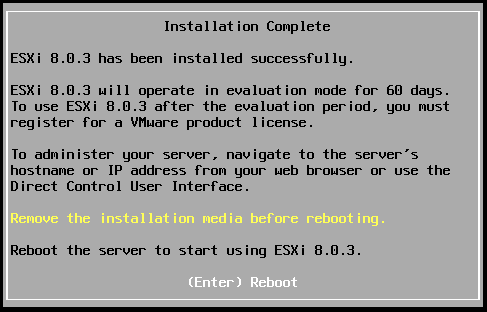 Installation Complete
ESXi 8.0.3 has been installed successfully.
ESXi 8.0.3 will operate in evaluation mode for 60 days.
To use ESXi 8.0.3 after the evaluation period, you must
register for a VMware product license.
To administer your server, navigate to the server's
hostname or IP address from your web browser or use the
Direct Control User Interface.
Remove the installation media before rebooting.
Reboot the server to start using ESXi 8.0.3.
(Enter) Reboot